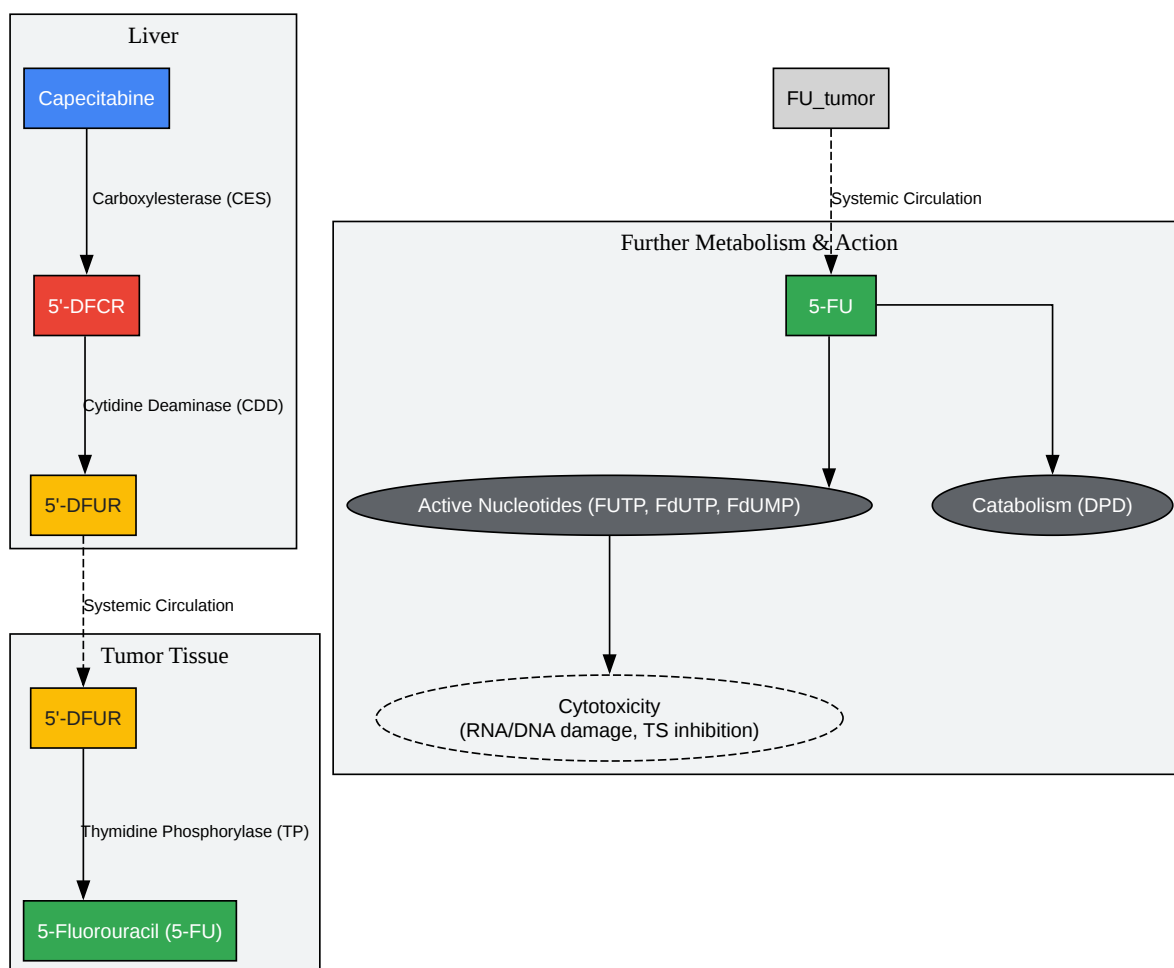 Liver
Capecitabine
Carboxylesterase (CES)
5'-DFCR
Cytidine Deaminase (CDD)
5'-DFUR
Systemic Circulation
Tumor Tissue
5'-DFUR
Thymidine Phosphorylase (TP)
5-Fluorouracil (5-FU)
FU_tumor
Systemic Circulation
Further Metabolism & Action
5-FU
Active Nucleotides (FUTP, FdUTP, FdUMP)
Catabolism (DPD)
Cytotoxicity
(RNA/DNA damage, TS inhibition)